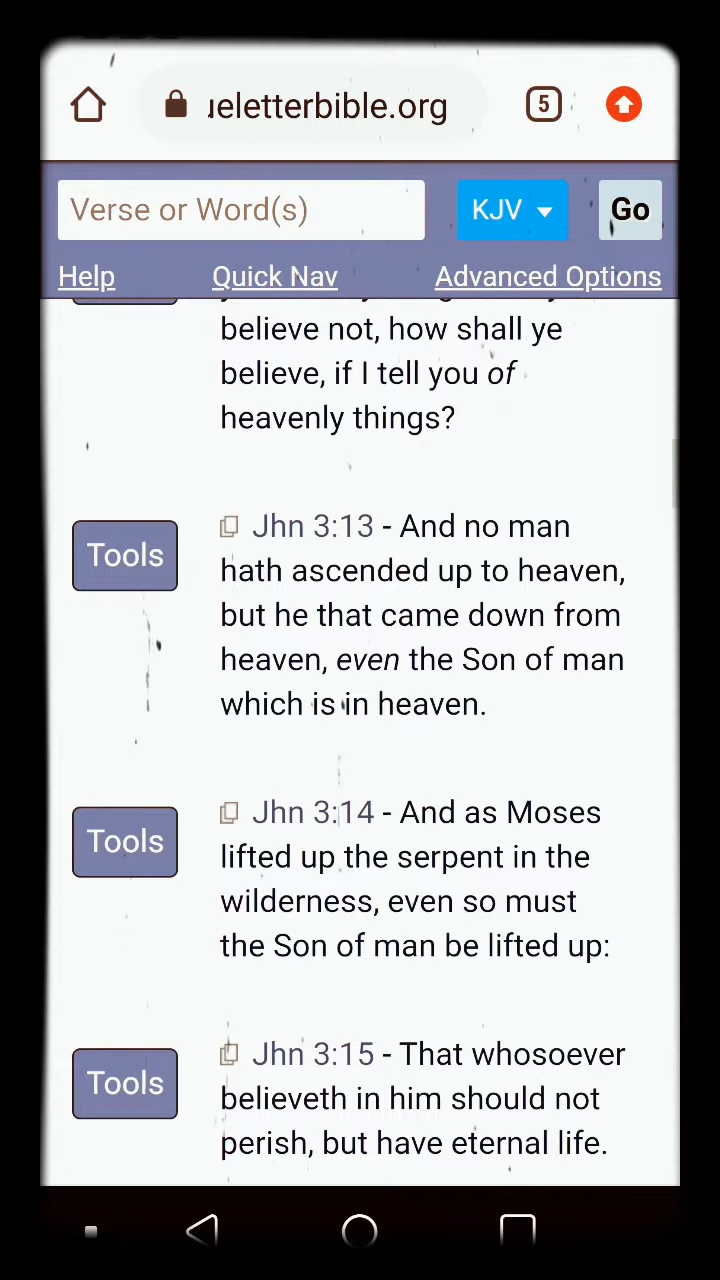 ueletterbible.org
5
Verse or Word(s)
KJV
Go
Help
Quick Nav
Advanced Options
believe not, how shall ye
believe, if I tell you of
heavenly things?
Tools
Jhn 3:13 - And no man
hath ascended up to heaven,
but he that came down from
heaven, even the Son of man
which is in heaven.
Tools
Jhn 3:14 - And as Moses
lifted up the serpent in the
wilderness, even so must
the Son of man be lifted up:
Tools
Jhn 3:15 - That whosoever
believeth in him should not
perish, but have eternal life.